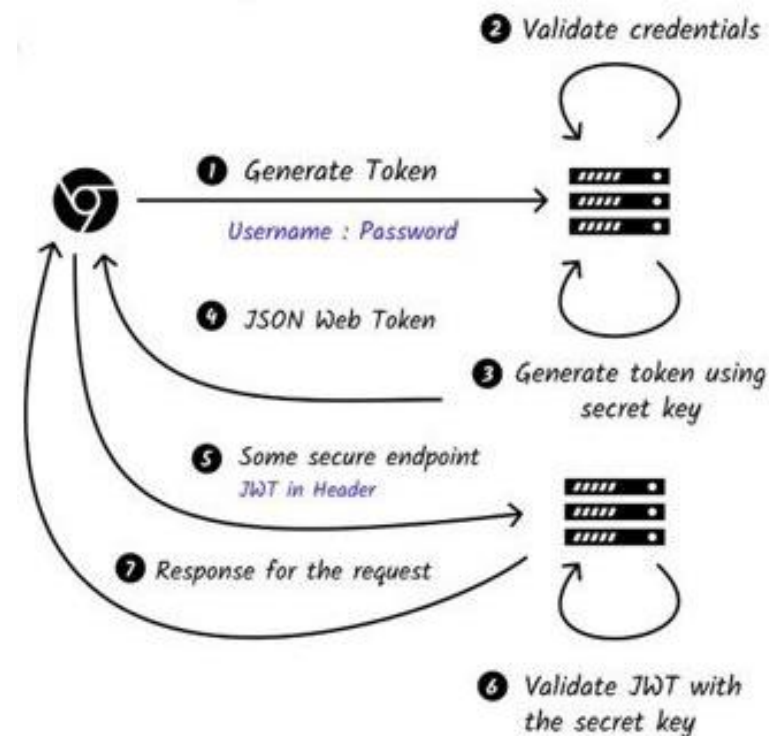 2 Validate credentials
1 Generate Token
Username : Password
4 JSON Web Token
3 Generate token using
secret key
5 Some secure endpoint
JWT in Header
7 Response for the request
6 Validate JWT with
the secret key